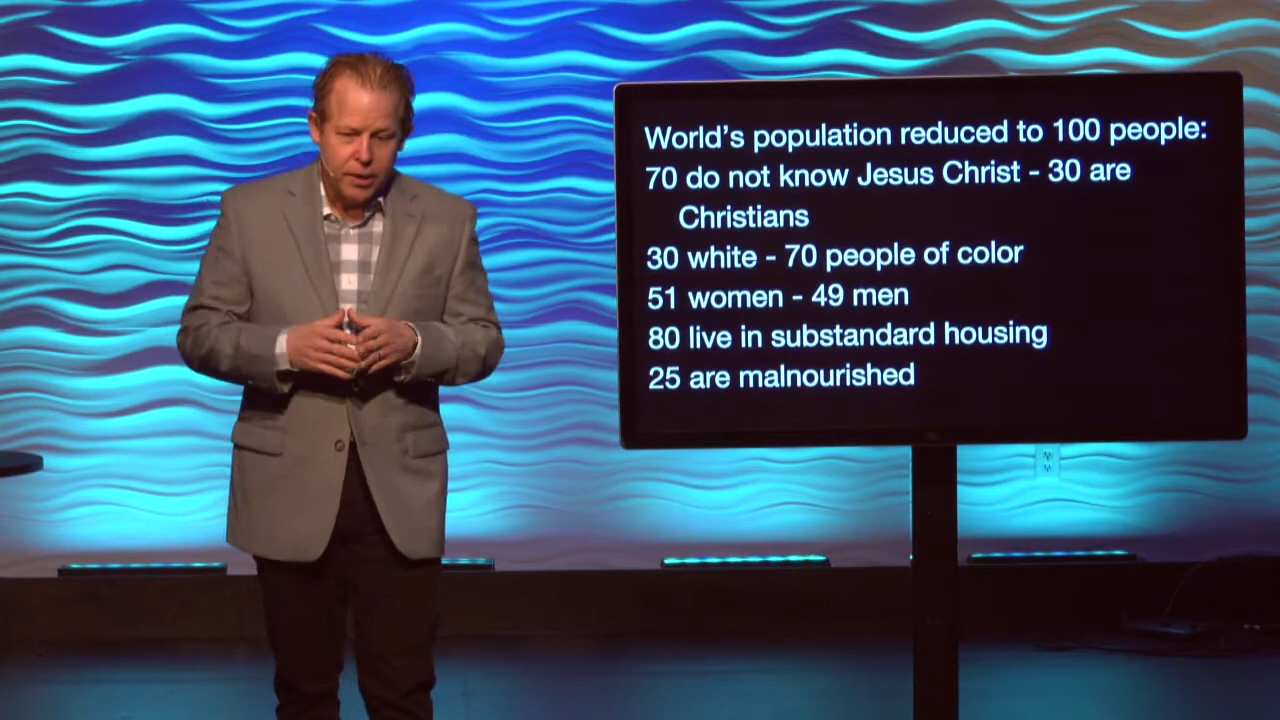 World's population reduced to 100 people:
70 do not know Jesus Christ - 30 are
Christians
30 white - 70 people of color
51 women - 49 men
80 live in substandard housing
25 are malnourished